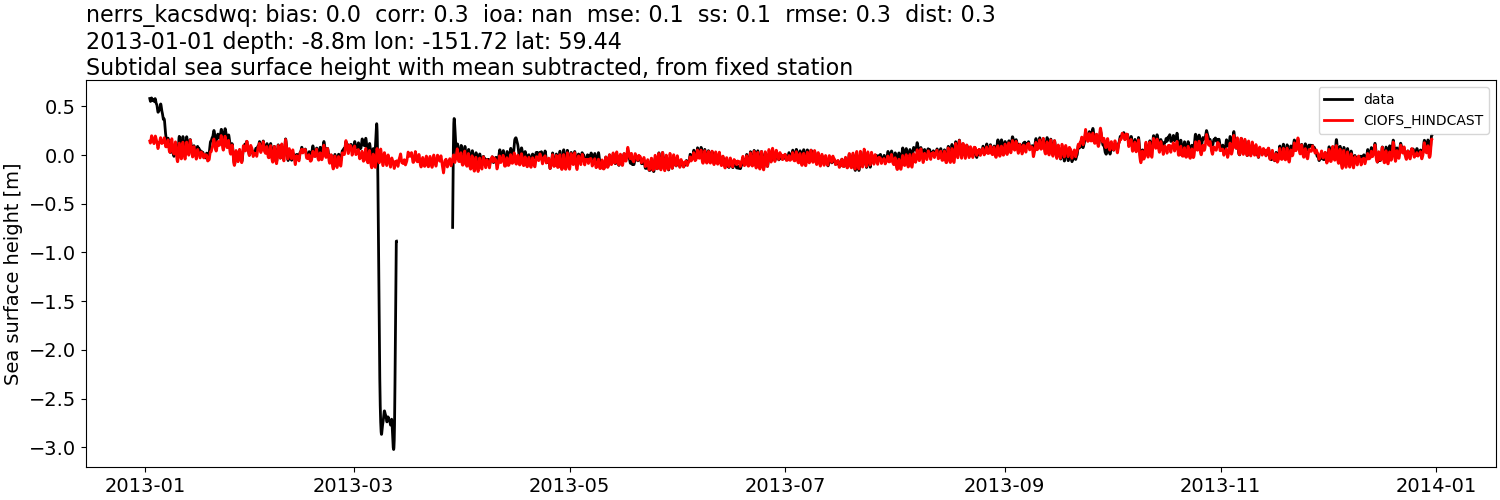 nerrs_kacsdwq: bias: 0.0  corr: 0.3  ioa: nan  mse: 0.1  ss: 0.1  rmse: 0.3  dist: 0.3
2013-01-01 depth: -8.8m lon: -151.72 lat: 59.44
Subtidal sea surface height with mean subtracted, from fixed station
data
CIOFS_HINDCAST
Sea surface height [m]
0.5
0.0
−0.5
−1.0
−1.5
−2.0
−2.5
−3.0
2013-01
2013-03
2013-05
2013-07
2013-09
2013-11
2014-01